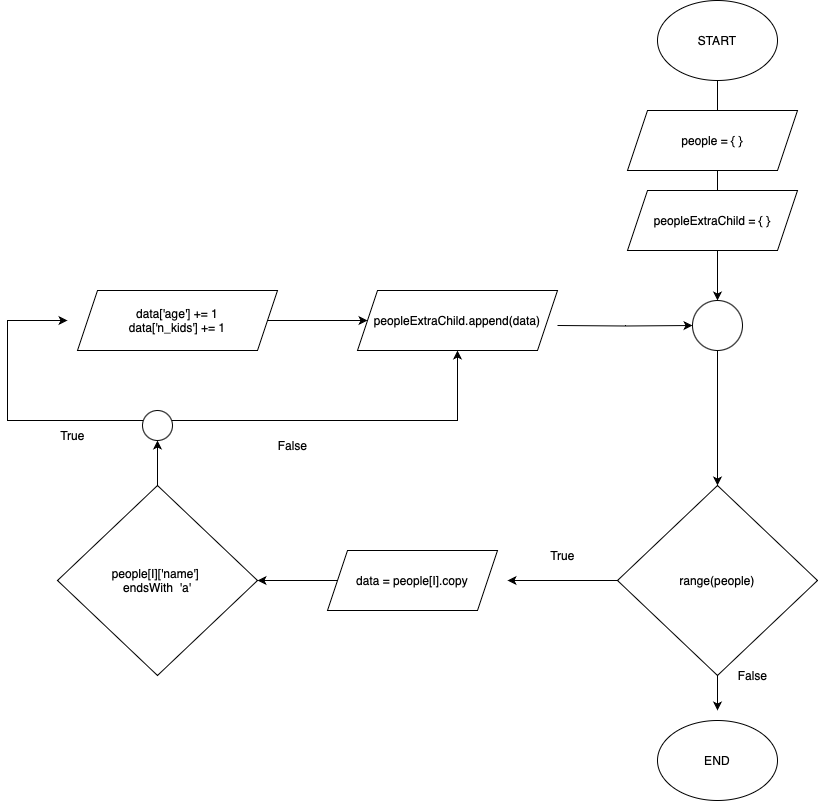 START
people = { }
peopleExtraChild = { }
data['age'] += 1
data['n_kids'] += 1
peopleExtraChild.append(data)
True
False
people[I]['name']
endsWith 'a'
data = people[I].copy
True
range(people)
False
END